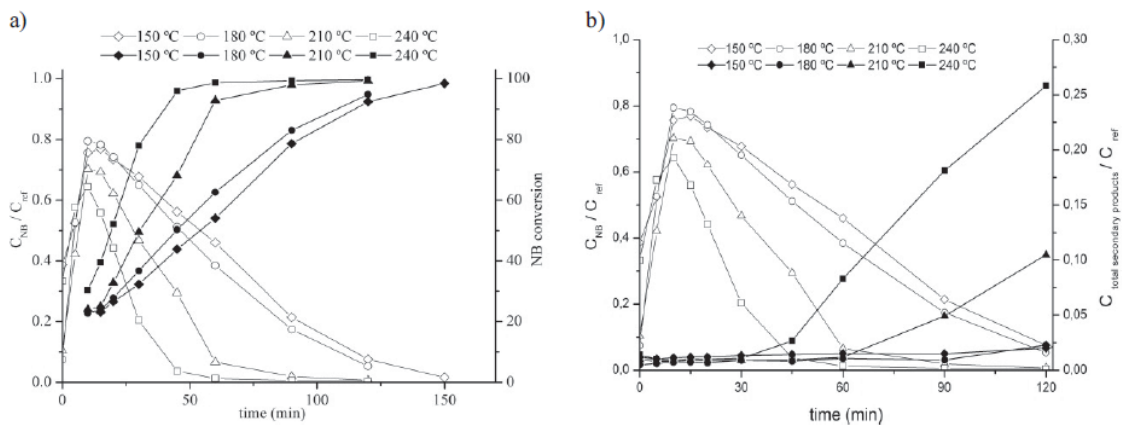 a)
150 ºC 180 ºC 210 ºC 240 ºC
150 ºC 180 ºC 210 ºC 240 ºC
1.0
0.8
0.6
0.4
0.2
0.0
C_NB / C_ref
100
80
60
40
20
0
NB conversion
0 50 100 150
time (min)
b)
150 ºC 180 ºC 210 ºC 240 ºC
150 ºC 180 ºC 210 ºC 240 ºC
1,0
0,8
0,6
0,4
0,2
0,0
C_NB / C_ref
0,30
0,25
0,20
0,15
0,10
0,05
0,00
C total secondary products / C ref
0 30 60 90 120
time (min)